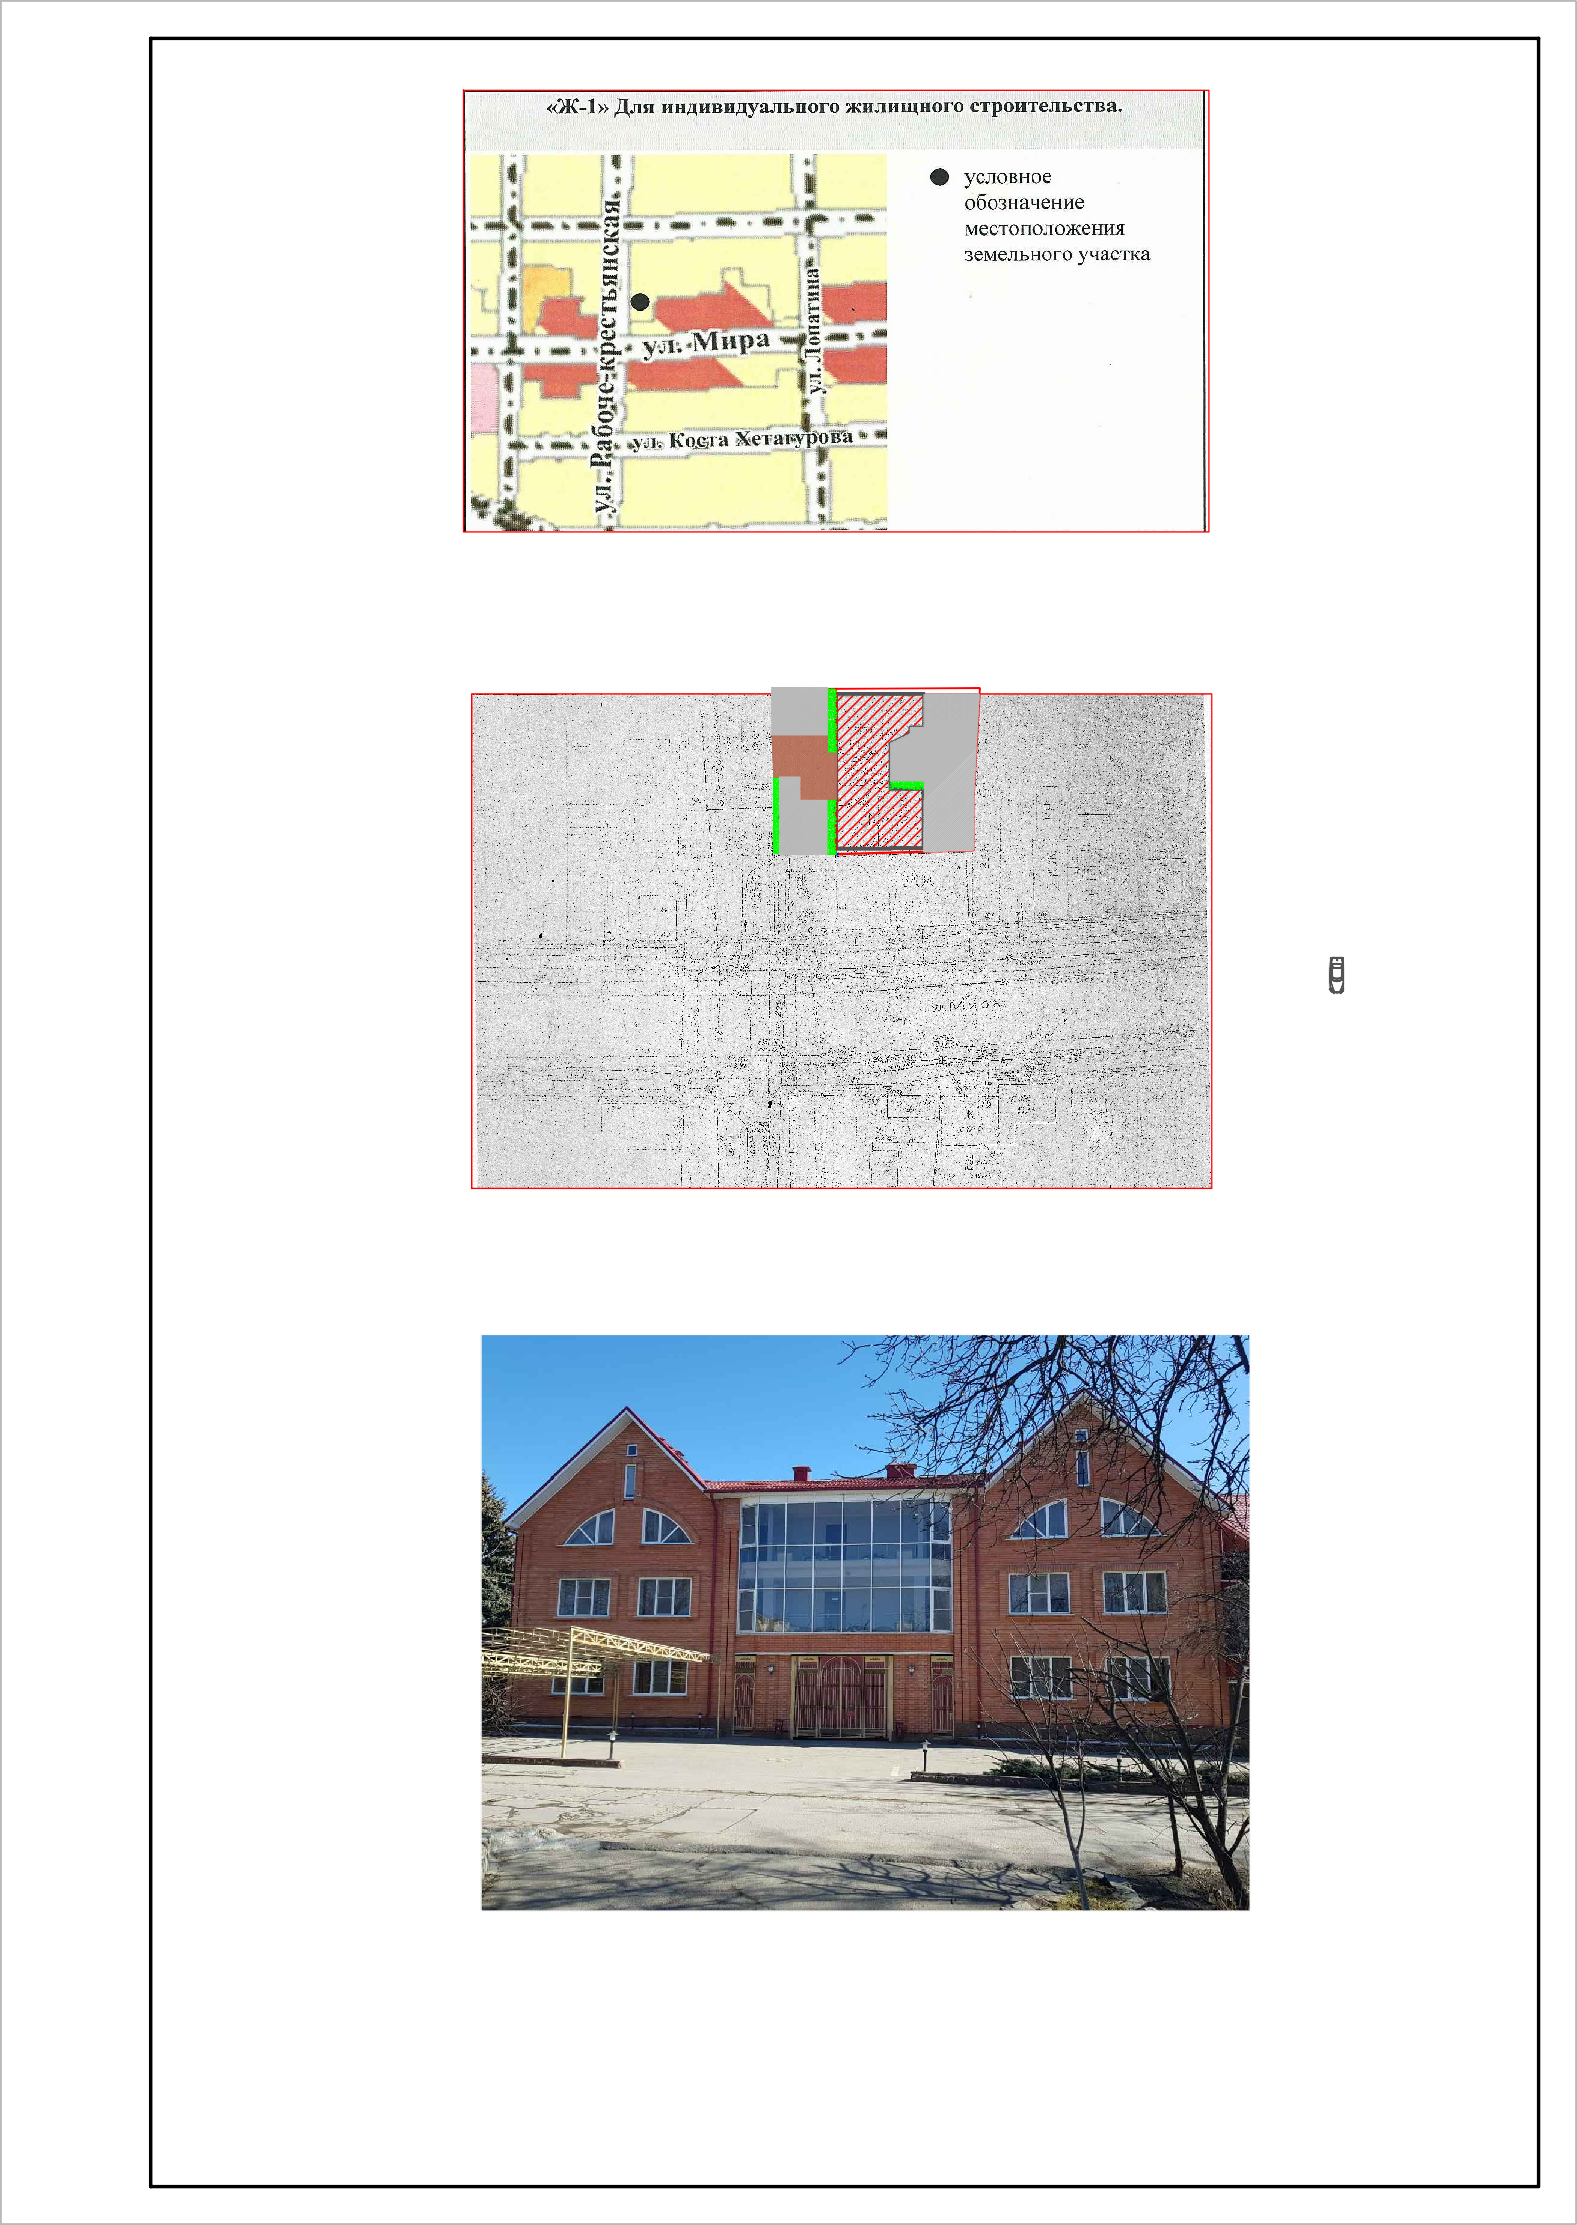 «Ж-1» Для индивидуального жилищного строительства.
условное
обозначение
местоположения
земельного участка
ул. Рабоче-крестьянская
ул. Лопатина
ул. Мира
ул. Коста Хетагурова